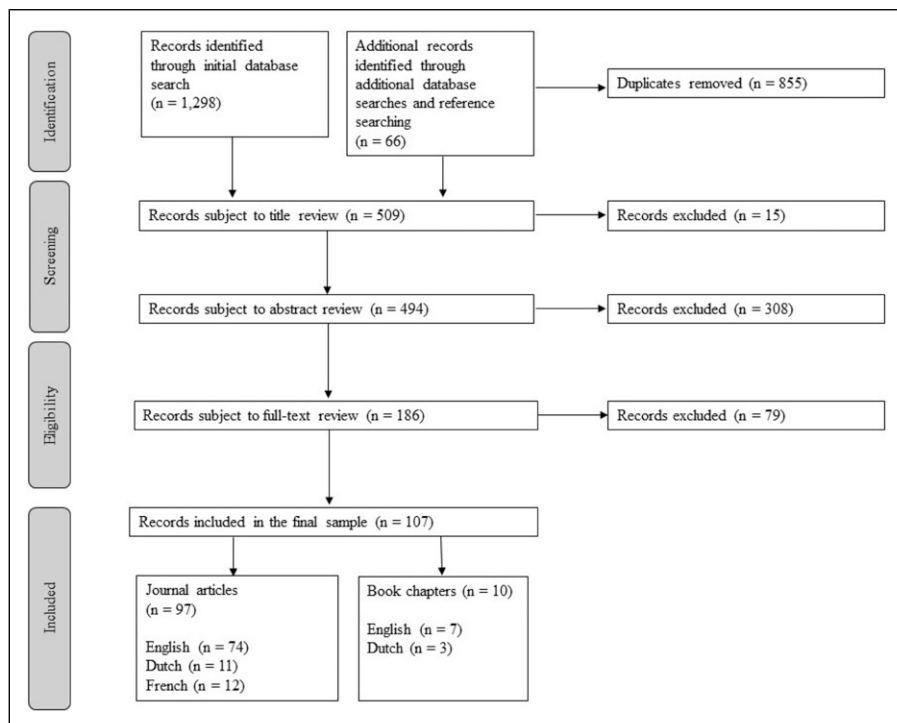 Identification
Records identified
through initial database
search
(n = 1,298)
Additional records
identified through
additional database
searches and reference
searching
(n = 66)
Duplicates removed (n = 855)
Screening
Records subject to title review (n = 509)
Records excluded (n = 15)
Records subject to abstract review (n = 494)
Records excluded (n = 308)
Eligibility
Records subject to full-text review (n = 186)
Records excluded (n = 79)
Included
Records included in the final sample (n = 107)
Journal articles
(n = 97)
English (n = 74)
Dutch (n = 11)
French (n = 12)
Book chapters (n = 10)
English (n = 7)
Dutch (n = 3)